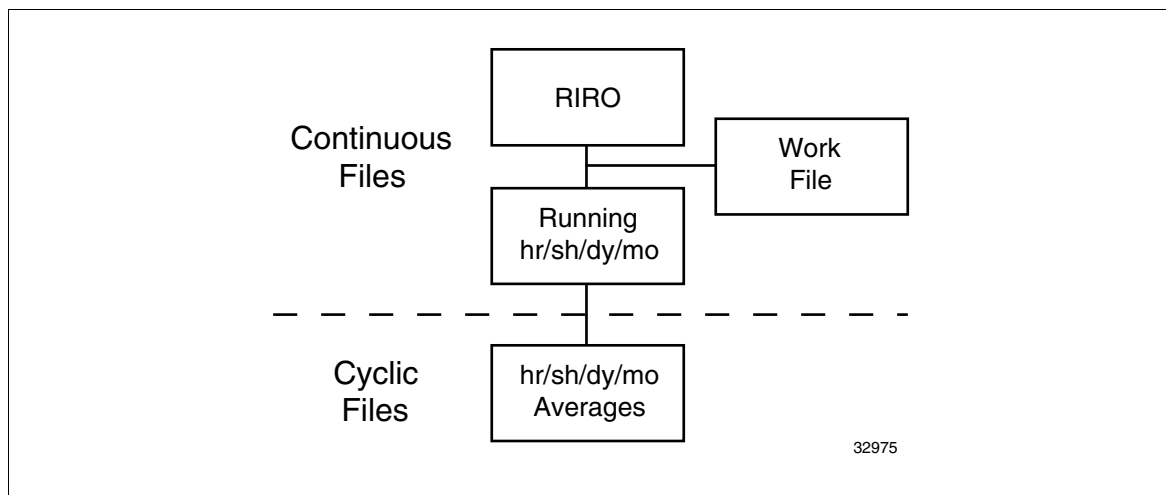 RIRO
Continuous
Files
Work
File
Running
hr/sh/dy/mo
Cyclic
Files
hr/sh/dy/mo
Averages
32975